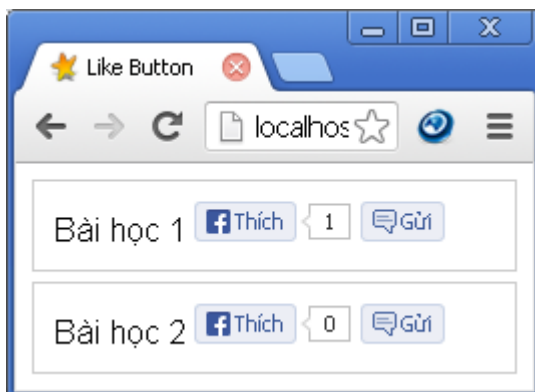 Like Button
localhos
Bài học 1 Thích 1 Gửi
Bài học 2 Thích 0 Gửi